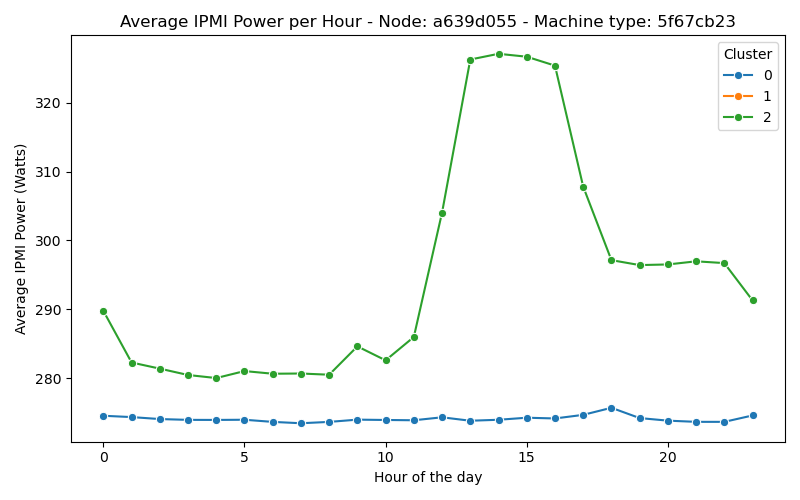 Average IPMI Power per Hour - Node: a639d055 - Machine type: 5f67cb23
Cluster
0
1
2
320
310
300
290
280
Average IPMI Power (Watts)
0 5 10 15 20
Hour of the day